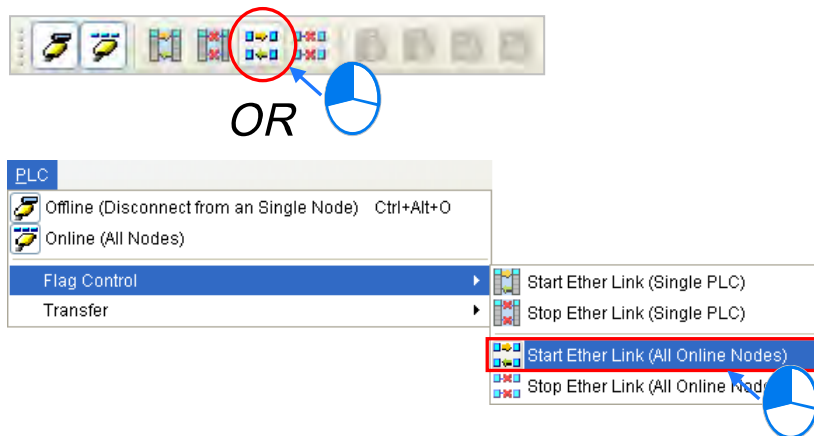 OR
PLC
Offline (Disconnect from an Single Node) Ctrl+Alt+O
Online (All Nodes)
Flag Control
Start Ether Link (Single PLC)
Transfer
Stop Ether Link (Single PLC)
Start Ether Link (All Online Nodes)
Stop Ether Link (All Online Nod